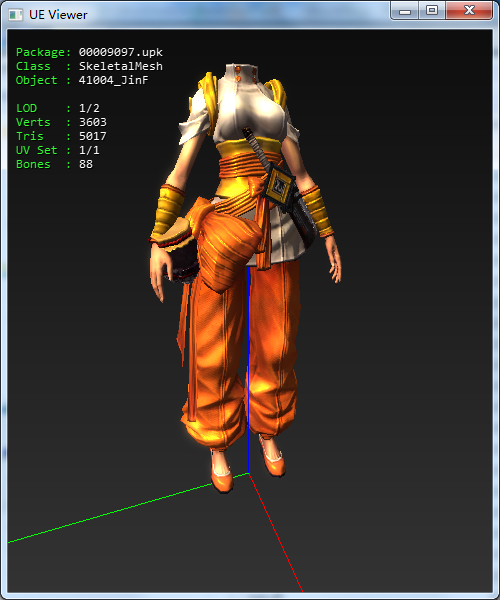 UE Viewer
Package: 00009097.upk
Class : SkeletalMesh
Object : 41004_JinF
LOD : 1/2
Verts : 3603
Tris : 5017
UV Set : 1/1
Bones : 88